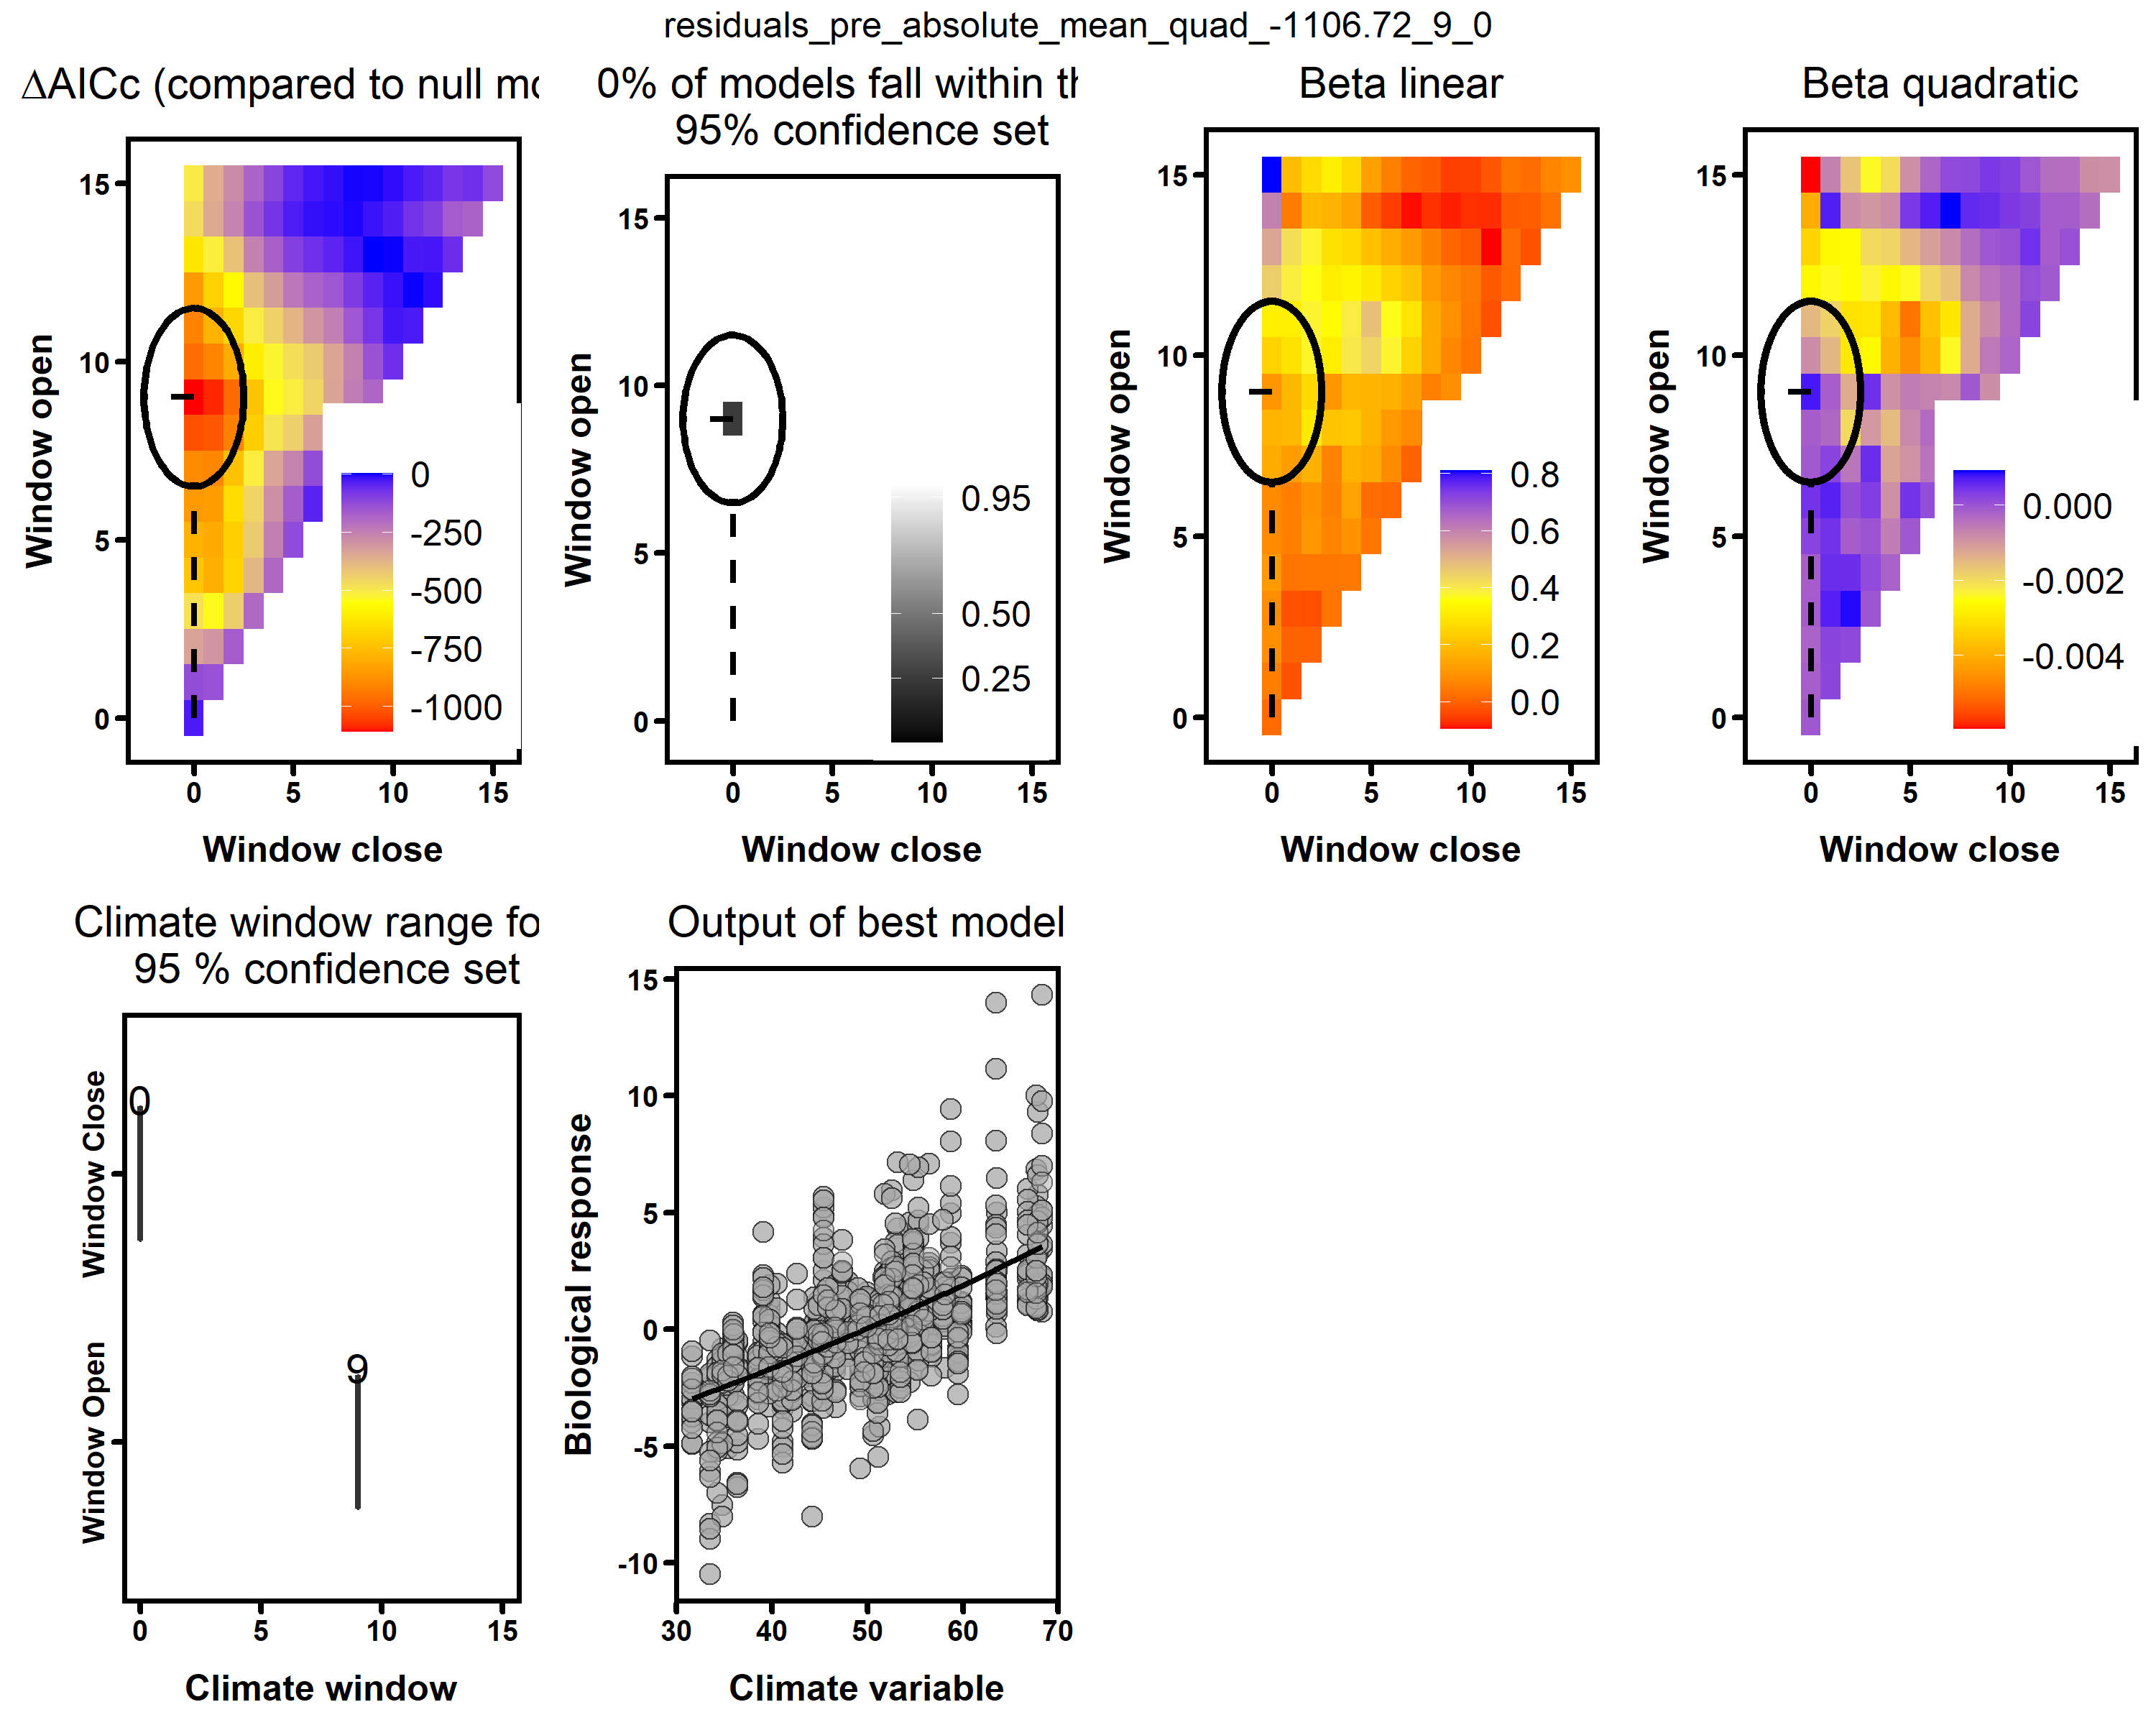 residuals_pre_absolute_mean_quad_-1106.72_9_0
ΔAICc (compared to null mo
15
10
5
0
Window open
0
-250
-500
-750
-1000
0 5 10 15
Window close
0% of models fall within th
95% confidence set
15
10
5
0
Window open
0.95
0.50
0.25
0 5 10 15
Window close
Beta linear
15
10
5
0
Window open
0.8
0.6
0.4
0.2
0.0
0 5 10 15
Window close
Beta quadratic
15
10
5
0
Window open
0.000
-0.002
-0.004
0 5 10 15
Window close
Climate window range fo
95 % confidence set
Window Close
0
Window Open
9
0 5 10 15
Climate window
Output of best model
15
10
5
0
-5
-10
Biological response
30 40 50 60 70
Climate variable